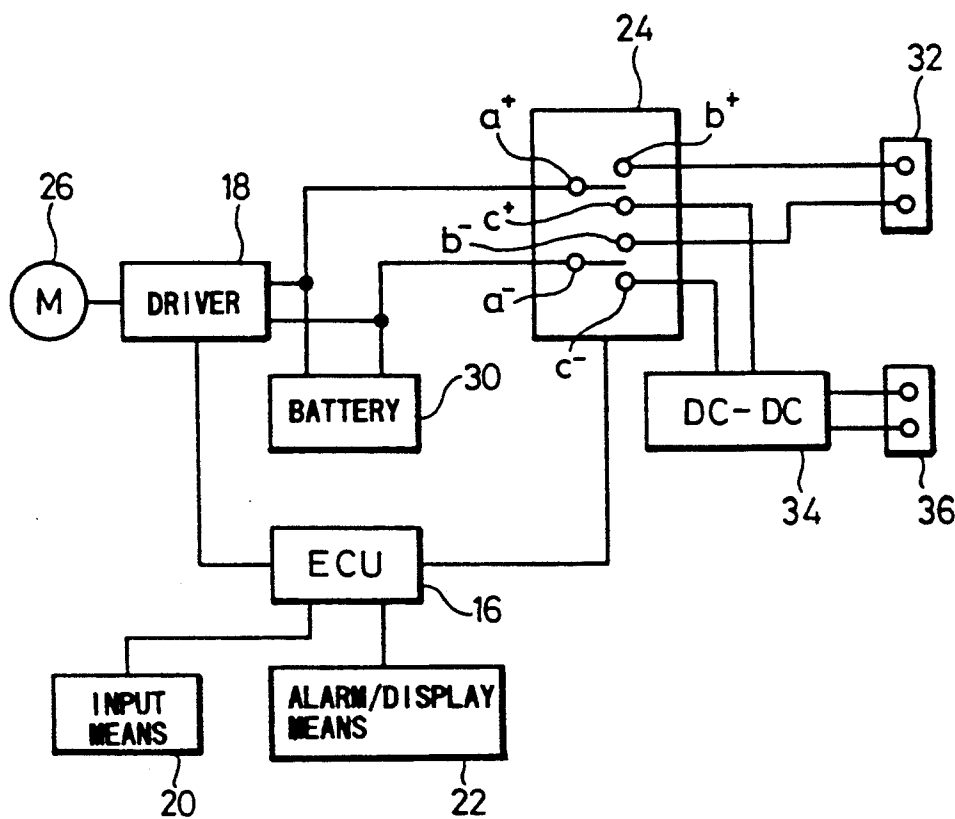 24
32
a⁺
b⁺
26
18
c⁺
b⁻
M
DRIVER
a⁻
c⁻
30
BATTERY
DC-DC
34
36
ECU
16
INPUT
MEANS
ALARM/DISPLAY
MEANS
20
22